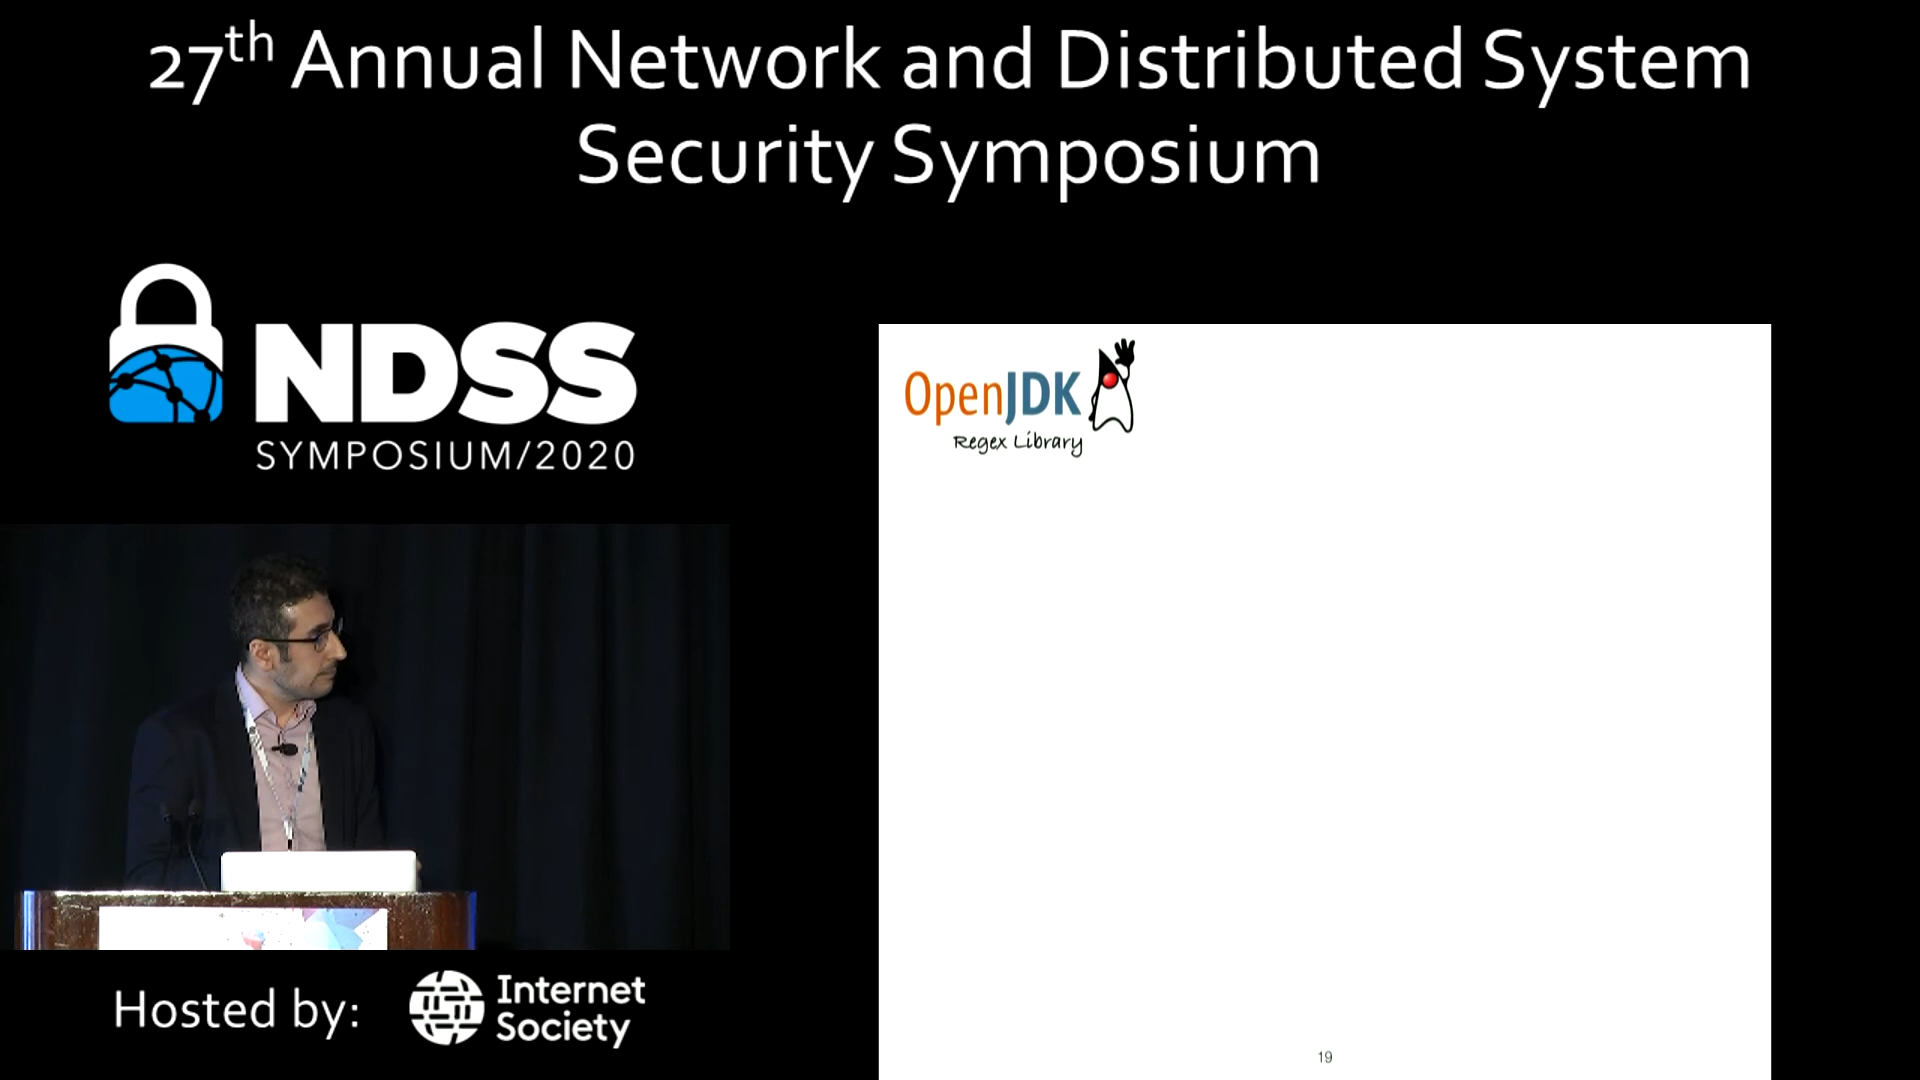 27th Annual Network and Distributed System
Security Symposium
NDSS
SYMPOSIUM/2020
OpenJDK
Regex Library
19
Hosted by:
Internet
Society